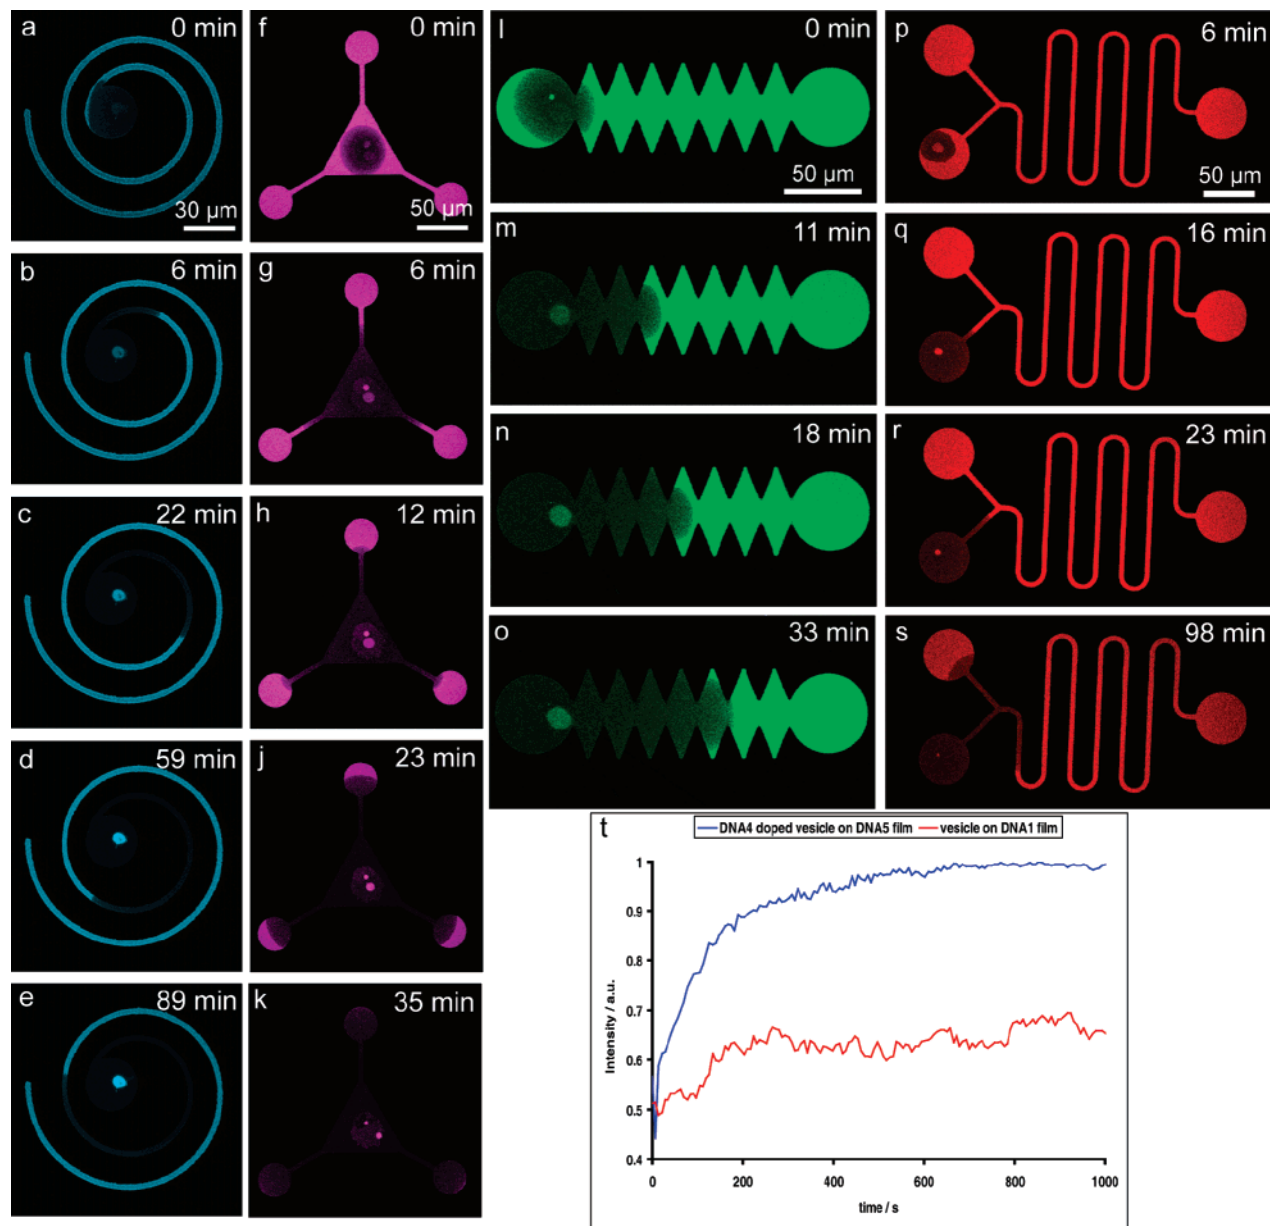 a 0 min
30 µm
b 6 min
c 22 min
d 59 min
e 89 min
f 0 min
50 µm
g 6 min
h 12 min
j 23 min
k 35 min
l 0 min
50 µm
m 11 min
n 18 min
o 33 min
p 6 min
50 µm
q 16 min
r 23 min
s 98 min
t
DNA4 doped vesicle on DNA5 film vesicle on DNA1 film
Intensity / a.u.
1
0.9
0.8
0.7
0.6
0.5
0.4
0 200 400 600 800 1000
time / s